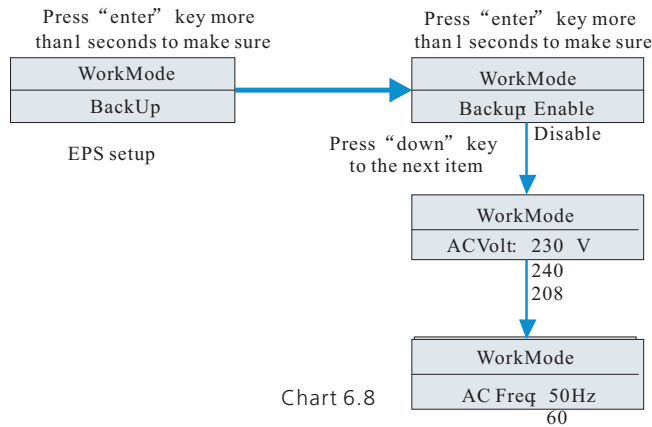 Press “enter” key more
than1 seconds to make sure
WorkMode
BackUp
EPS setup
Press “enter” key more
than1 seconds to make sure
WorkMode
Backup: Enable
Disable
Press “down” key
to the next item
WorkMode
ACVolt: 230 V
240
208
WorkMode
AC Freq 50Hz
60
Chart 6.8